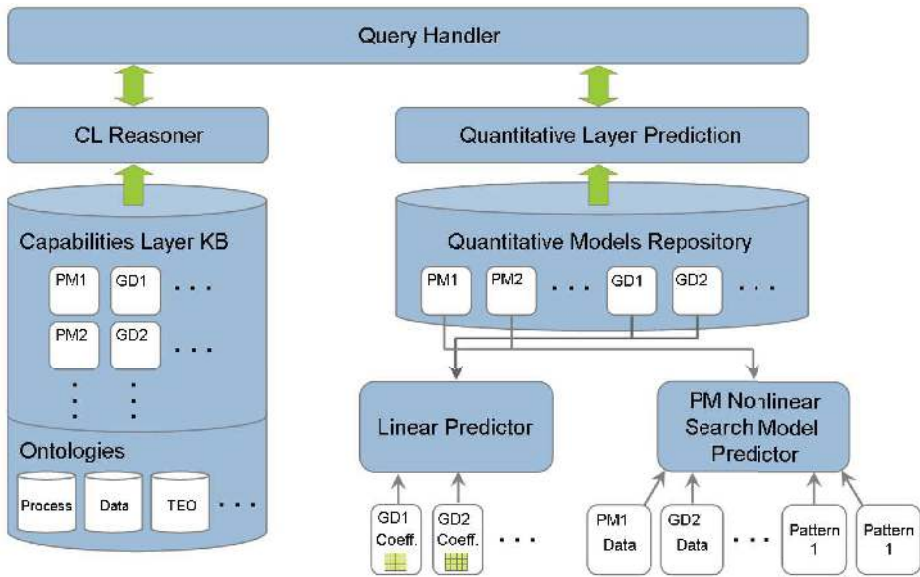 Query Handler
CL Reasoner
Quantitative Layer Prediction
Capabilities Layer KB
PM1
GD1
. . .
PM2
GD2
. . .
Ontologies
Process
Data
TEO
. . .
Quantitative Models Repository
PM1
PM2
. . .
GD1
GD2
. . .
Linear Predictor
PM Nonlinear
Search Model
Predictor
GD1
Coeff.
GD2
Coeff.
. . .
PM1
Data
GD2
Data
. . .
Pattern
1
Pattern
1